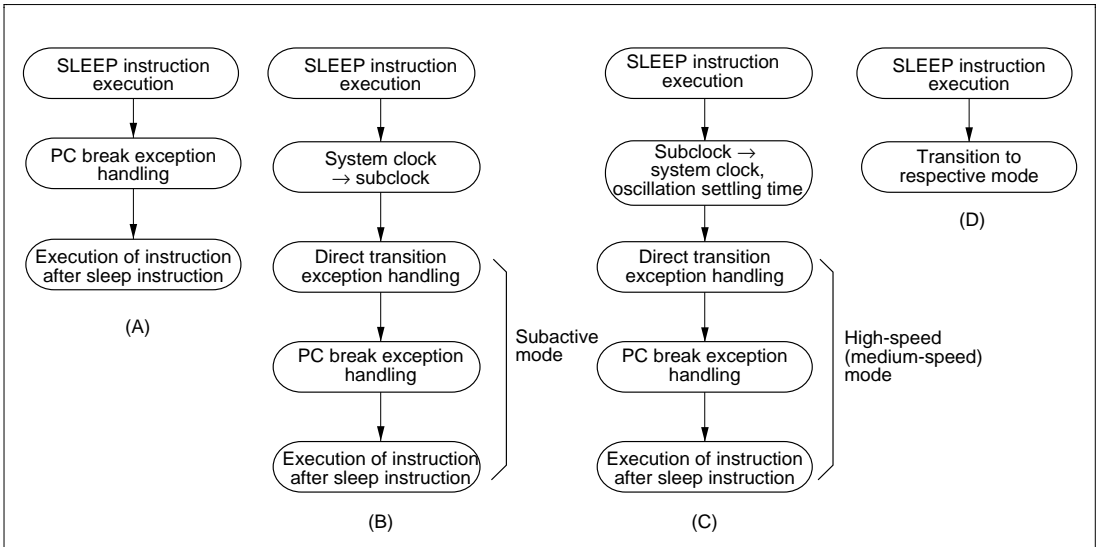 SLEEP instruction
execution
PC break exception
handling
Execution of instruction
after sleep instruction
(A)
SLEEP instruction
execution
System clock
→ subclock
Direct transition
exception handling
PC break exception
handling
Execution of instruction
after sleep instruction
Subactive
mode
(B)
SLEEP instruction
execution
Subclock →
system clock,
oscillation settling time
Direct transition
exception handling
PC break exception
handling
Execution of instruction
after sleep instruction
High-speed
(medium-speed)
mode
(C)
SLEEP instruction
execution
Transition to
respective mode
(D)